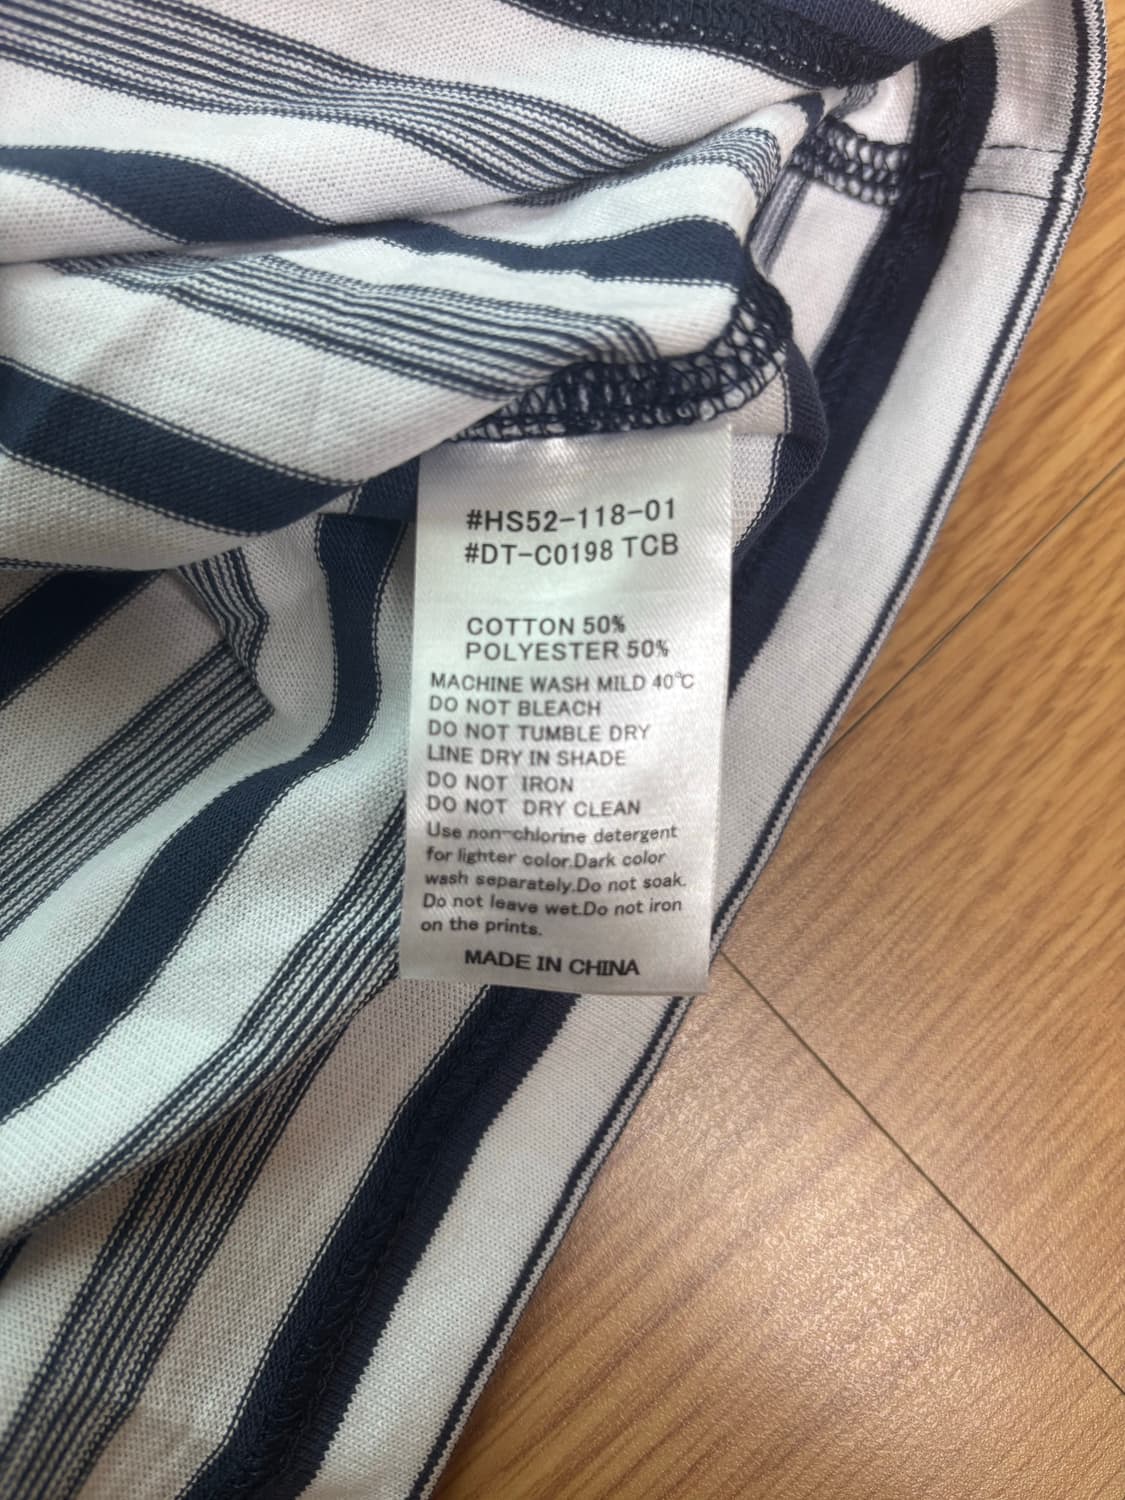 #HS52-118-01
#DT-C0198 TCB
COTTON 50%
POLYESTER 50%
MACHINE WASH MILD 40℃
DO NOT BLEACH
DO NOT TUMBLE DRY
LINE DRY IN SHADE
DO NOT IRON
DO NOT DRY CLEAN
Use non-chlorine detergent
for lighter color.Dark color
wash separately.Do not soak.
Do not leave wet.Do not iron
on the prints.
MADE IN CHINA